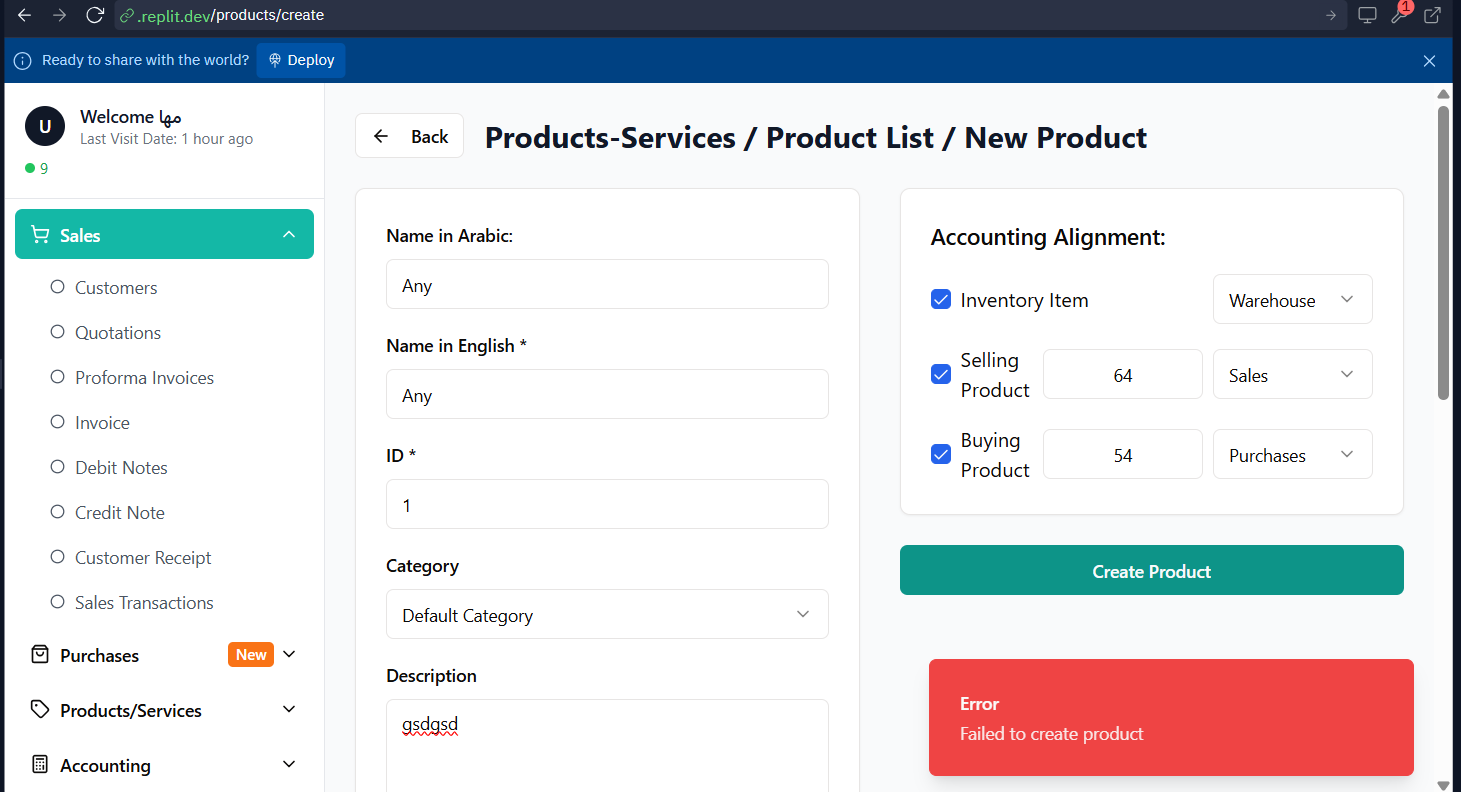 .replit.dev/products/create
1
Ready to share with the world?
Deploy
U
Welcome مها
Last Visit Date: 1 hour ago
9
Sales
Customers
Quotations
Proforma Invoices
Invoice
Debit Notes
Credit Note
Customer Receipt
Sales Transactions
Purchases
New
Products/Services
Accounting
Back
Products-Services / Product List / New Product
Name in Arabic:
Any
Name in English *
Any
ID *
1
Category
Default Category
Description
gsdgsd
Accounting Alignment:
Inventory Item
Warehouse
Selling
Product
64
Sales
Buying
Product
54
Purchases
Create Product
Error
Failed to create product